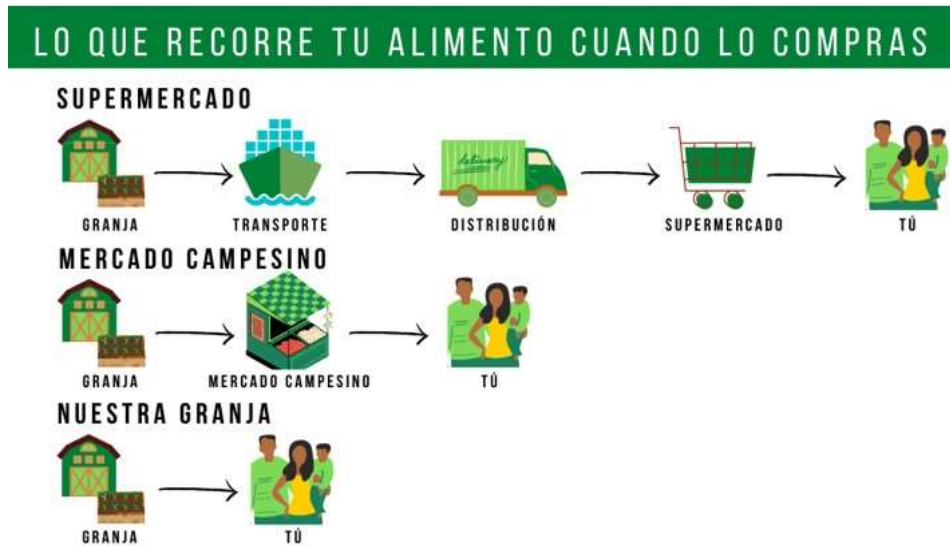 LO QUE RECORRE TU ALIMENTO CUANDO LO COMPRAS
SUPERMERCADO
delivery
GRANJA TRANSPORTE DISTRIBUCIÓN SUPERMERCADO TÚ
MERCADO CAMPESINO
GRANJA MERCADO CAMPESINO TÚ
NUESTRA GRANJA
GRANJA TÚ